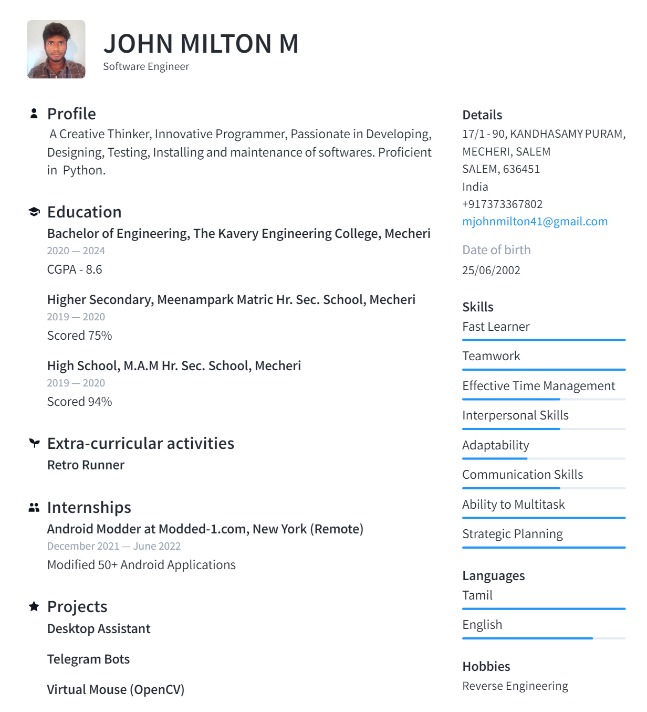 JOHN MILTON M
Software Engineer
Profile
A Creative Thinker, Innovative Programmer, Passionate in Developing,
Designing, Testing, Installing and maintenance of softwares. Proficient
in Python.
Education
Bachelor of Engineering, The Kavery Engineering College, Mecheri
2020 — 2024
CGPA - 8.6
Higher Secondary, Meenampark Matric Hr. Sec. School, Mecheri
2019 — 2020
Scored 75%
High School, M.A.M Hr. Sec. School, Mecheri
2019 — 2020
Scored 94%
Extra-curricular activities
Retro Runner
Internships
Android Modder at Modded-1.com, New York (Remote)
December 2021 — June 2022
Modified 50+ Android Applications
Projects
Desktop Assistant
Telegram Bots
Virtual Mouse (OpenCV)
Details
17/1 - 90, KANDHASAMY PURAM,
MECHERI, SALEM
SALEM, 636451
India
+917373367802
mjohnmilton41@gmail.com
Date of birth
25/06/2002
Skills
Fast Learner
Teamwork
Effective Time Management
Interpersonal Skills
Adaptability
Communication Skills
Ability to Multitask
Strategic Planning
Languages
Tamil
English
Hobbies
Reverse Engineering